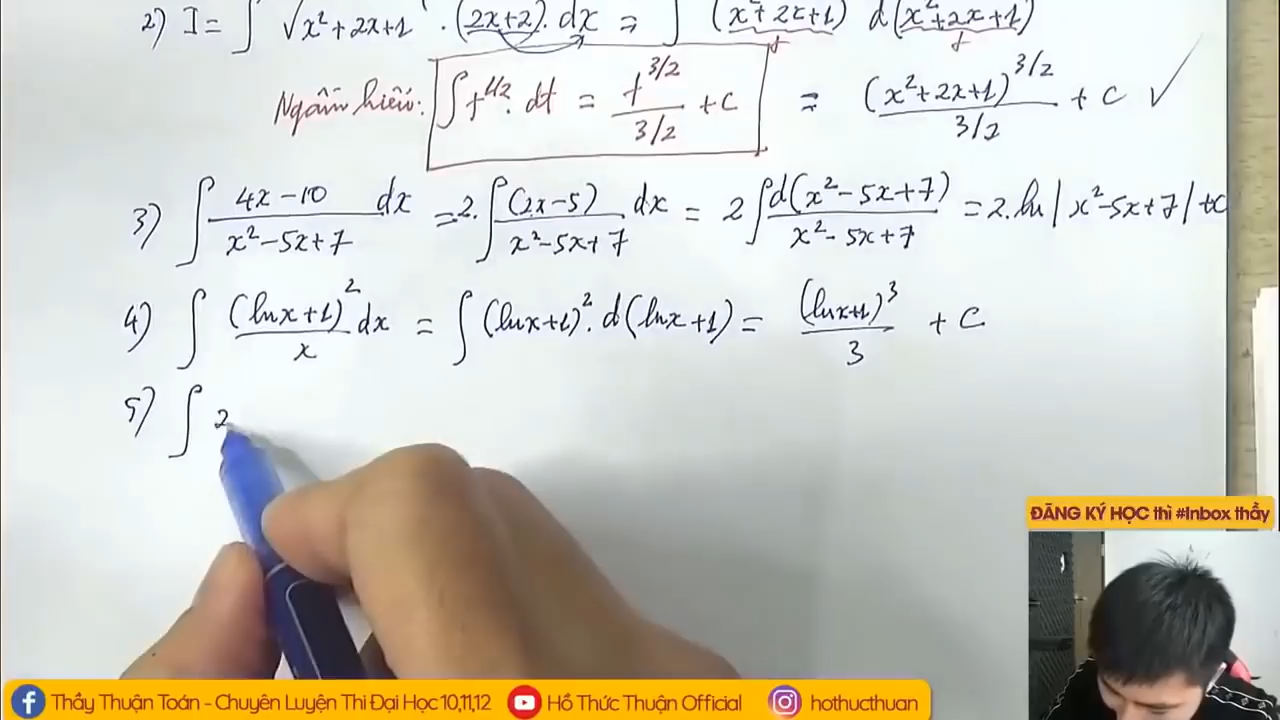 2) I = ∫ √x²+2x+1 . (2x+2). dx = ∫ (x²+2x+1) d(x²+2x+1)
t t
Ngầm hiểu: ∫ t^1/2 . dt = t^3/2 / 3/2 + C = (x²+2x+1)^3/2 / 3/2 + C ✓
3) ∫ 4x-10 / x²-5x+7 dx = 2. ∫ (2x-5) / x²-5x+7 dx = 2 ∫ d(x²-5x+7) / x²-5x+7 = 2.ln|x²-5x+7|+C
4) ∫ (lnx+1)² / x dx = ∫ (lnx+1)². d(lnx+1) = (lnx+1)³ / 3 + C
5) ∫ 2
ĐĂNG KÝ HỌC thì #Inbox thầy
Thầy Thuận Toán - Chuyên Luyện Thi Đại Học 10,11,12 Hồ Thức Thuận Official hothucthuan